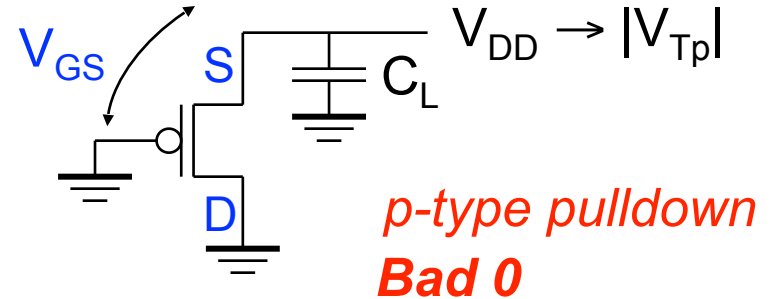 V_GS
S
V_DD → |V_Tp|
C_L
D
p-type pulldown
Bad 0